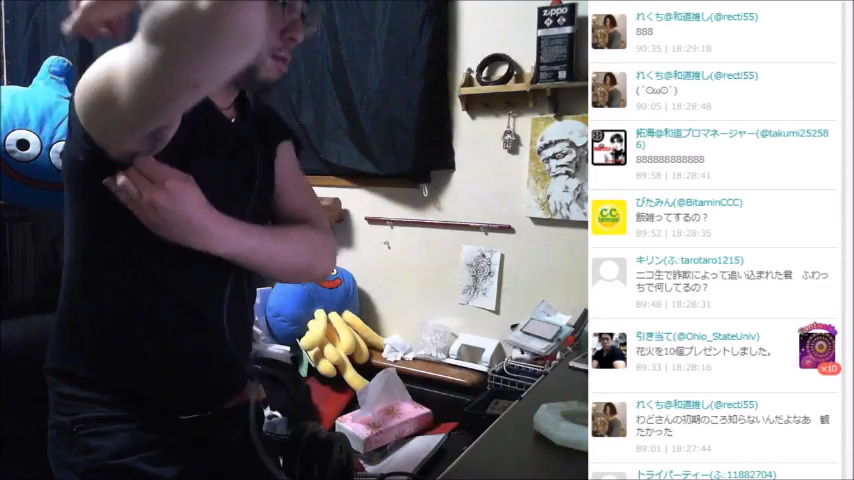 zippo
れくち@和道推し(@recti55)
888
90:35 | 18:29:18
れくち@和道推し(@recti55)
(´⊙ω⊙`)
90:05 | 18:28:48
拓海@和道プロマネージャー(@takumi252586)
888888888888
89:58 | 18:28:41
びたみん(@BitaminCCC)
飯雑ってするの？
89:52 | 18:28:35
キリン(ふ:tarotaro1215)
ニコ生で詐欺によって追い込まれた君　ふわっ
ちで何してるの？
89:48 | 18:28:31
引き当て(@Ohio_StateUniv)
花火を10個プレゼントしました。
×10
89:33 | 18:28:16
れくち@和道推し(@recti55)
わどさんの初期のころ知らないんだよなあ　観
たかった
89:01 | 18:27:44
トライパーティー(ふ:11882704)